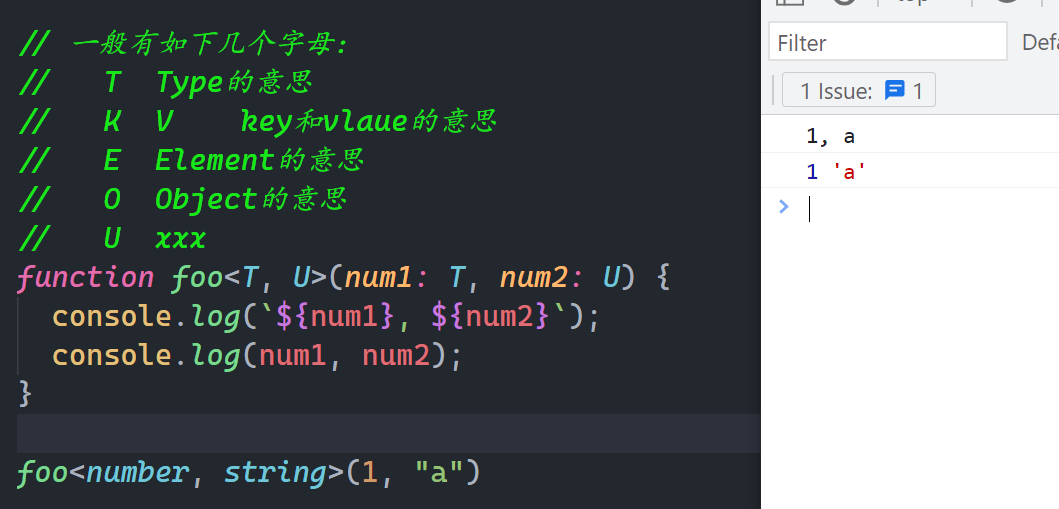 // 一般有如下几个字母:
//   T  Type的意思
//   K  V    key和vlaue的意思
//   E  Element的意思
//   O  Object的意思
//   U  xxx
function foo<T, U>(num1: T, num2: U) {
  console.log(`${num1}, ${num2}`);
  console.log(num1, num2);
}
foo<number, string>(1, "a")
Filter
1 Issue: 1
1, a
1 'a'
>